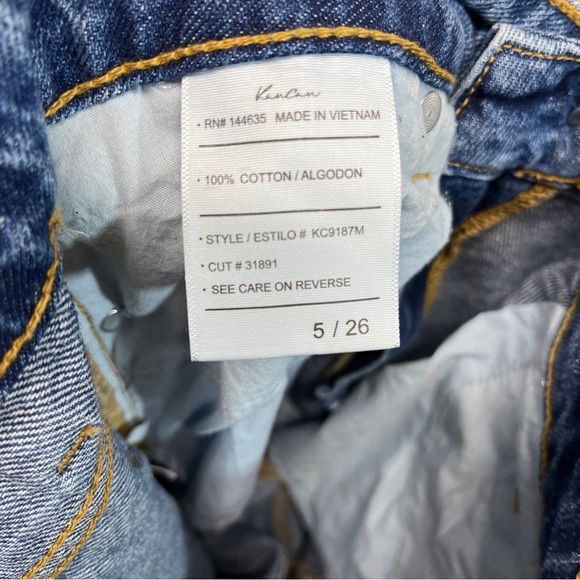 KanCan
• RN# 144635 MADE IN VIETNAM
• 100% COTTON / ALGODON
• STYLE / ESTILO # KC9187M
• CUT # 31891
• SEE CARE ON REVERSE
5 / 26